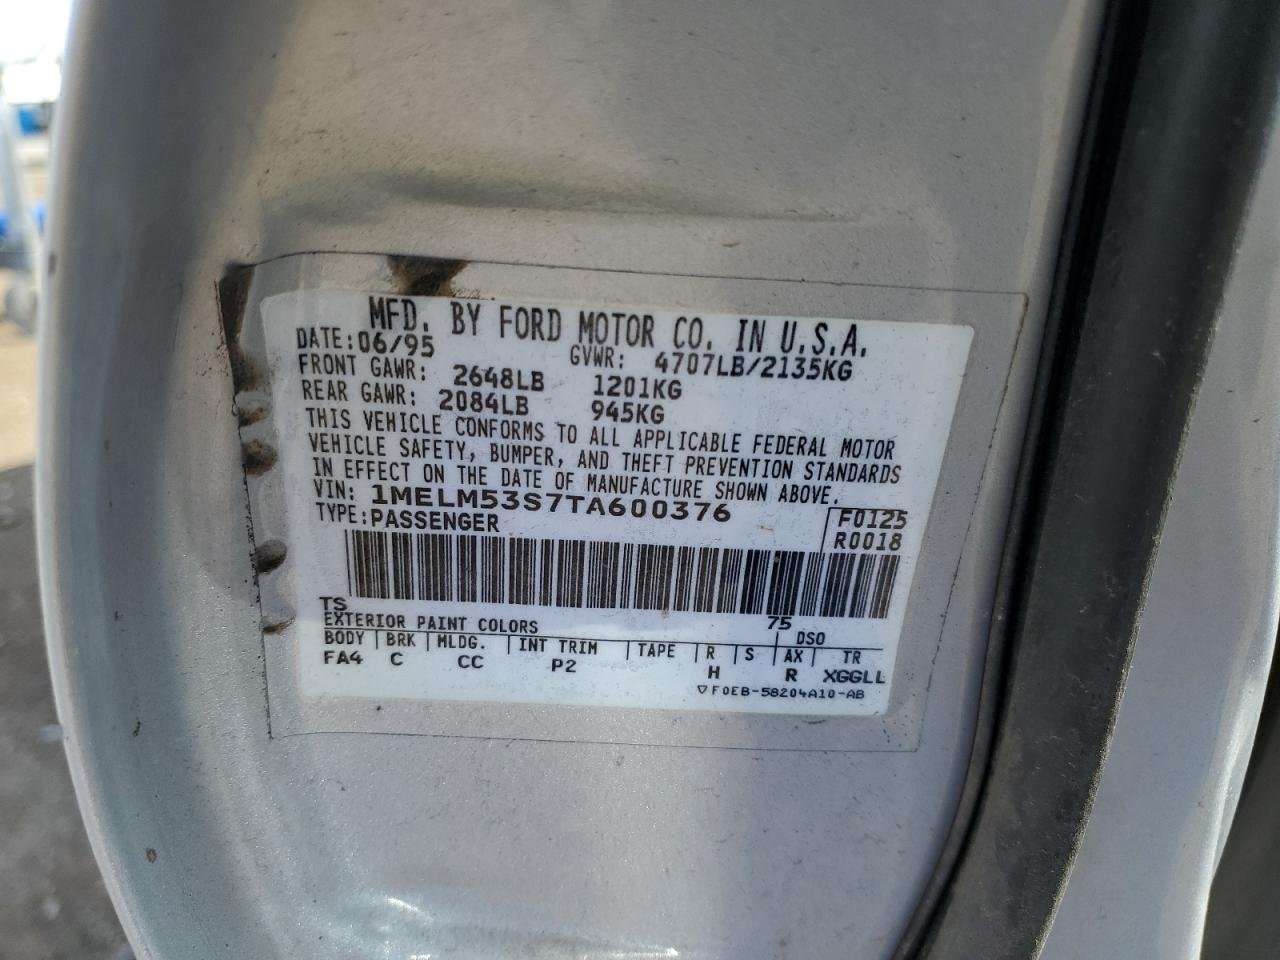 MFD. BY FORD MOTOR CO. IN U.S.A.
DATE: 06/95 GVWR: 4707LB/2135KG
FRONT GAWR: 2648LB 1201KG
REAR GAWR: 2084LB 945KG
THIS VEHICLE CONFORMS TO ALL APPLICABLE FEDERAL MOTOR
VEHICLE SAFETY, BUMPER, AND THEFT PREVENTION STANDARDS
IN EFFECT ON THE DATE OF MANUFACTURE SHOWN ABOVE.
VIN: 1MELM53S7TA600376
TYPE: PASSENGER
F0125
R0018
TS 75
EXTERIOR PAINT COLORS DSO
BODY BRK MLDG. INT TRIM TAPE R S AX TR
FA4 C CC P2 H R XGGLL
▽ F0EB-58204A10-AB